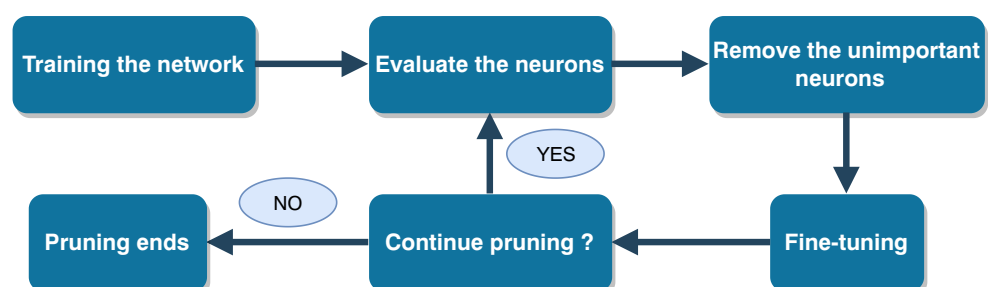 Training the network
Evaluate the neurons
Remove the unimportant
neurons
YES
NO
Pruning ends
Continue pruning ?
Fine-tuning